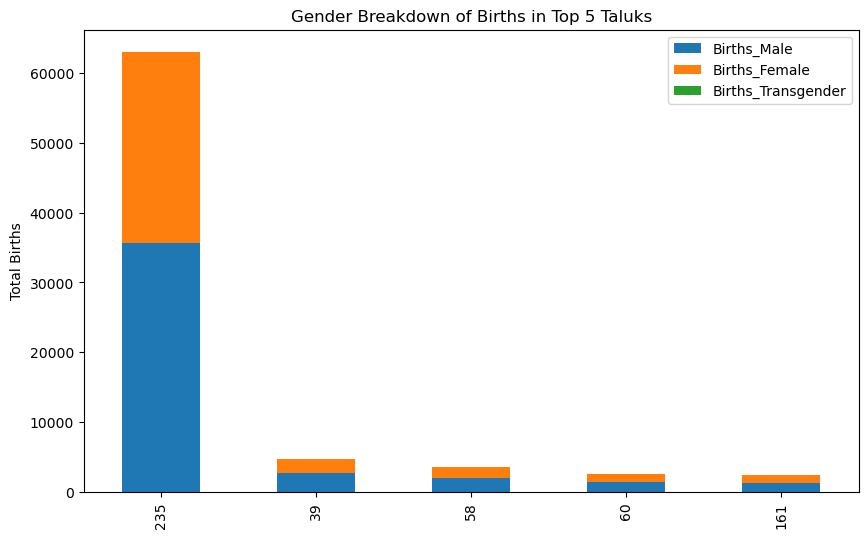 Gender Breakdown of Births in Top 5 Taluks
Births_Male
Births_Female
Births_Transgender
Total Births
60000
50000
40000
30000
20000
10000
0
235
39
58
60
161